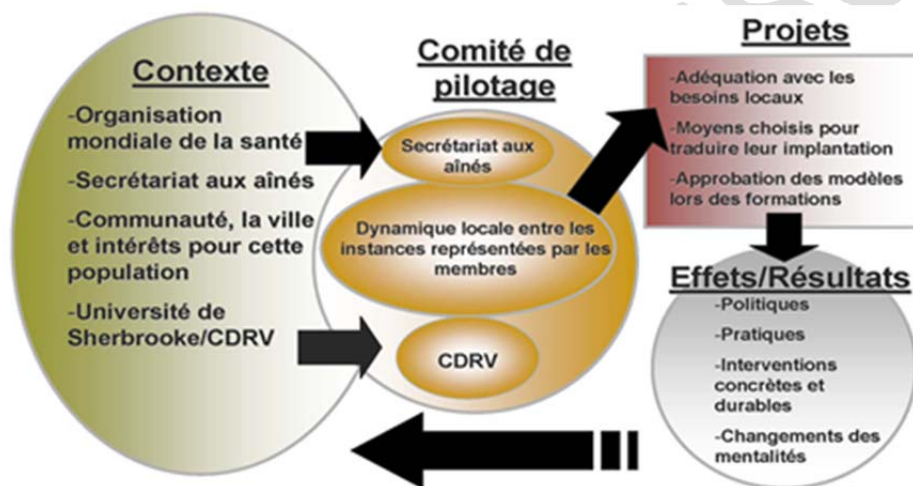 Contexte
-Organisation
mondiale de la santé
-Secrétariat aux aînés
-Communauté, la ville
et intérêts pour cette
population
-Université de
Sherbrooke/CDRV
Comité de
pilotage
Secrétariat aux
aînés
Dynamique locale entre les
instances représentées par les
membres
CDRV
Projets
-Adéquation avec les
besoins locaux
-Moyens choisis pour
traduire leur implantation
-Approbation des modèles
lors des formations
Effets/Résultats
-Politiques
-Pratiques
-Interventions
concrètes et
durables
-Changements des
mentalités